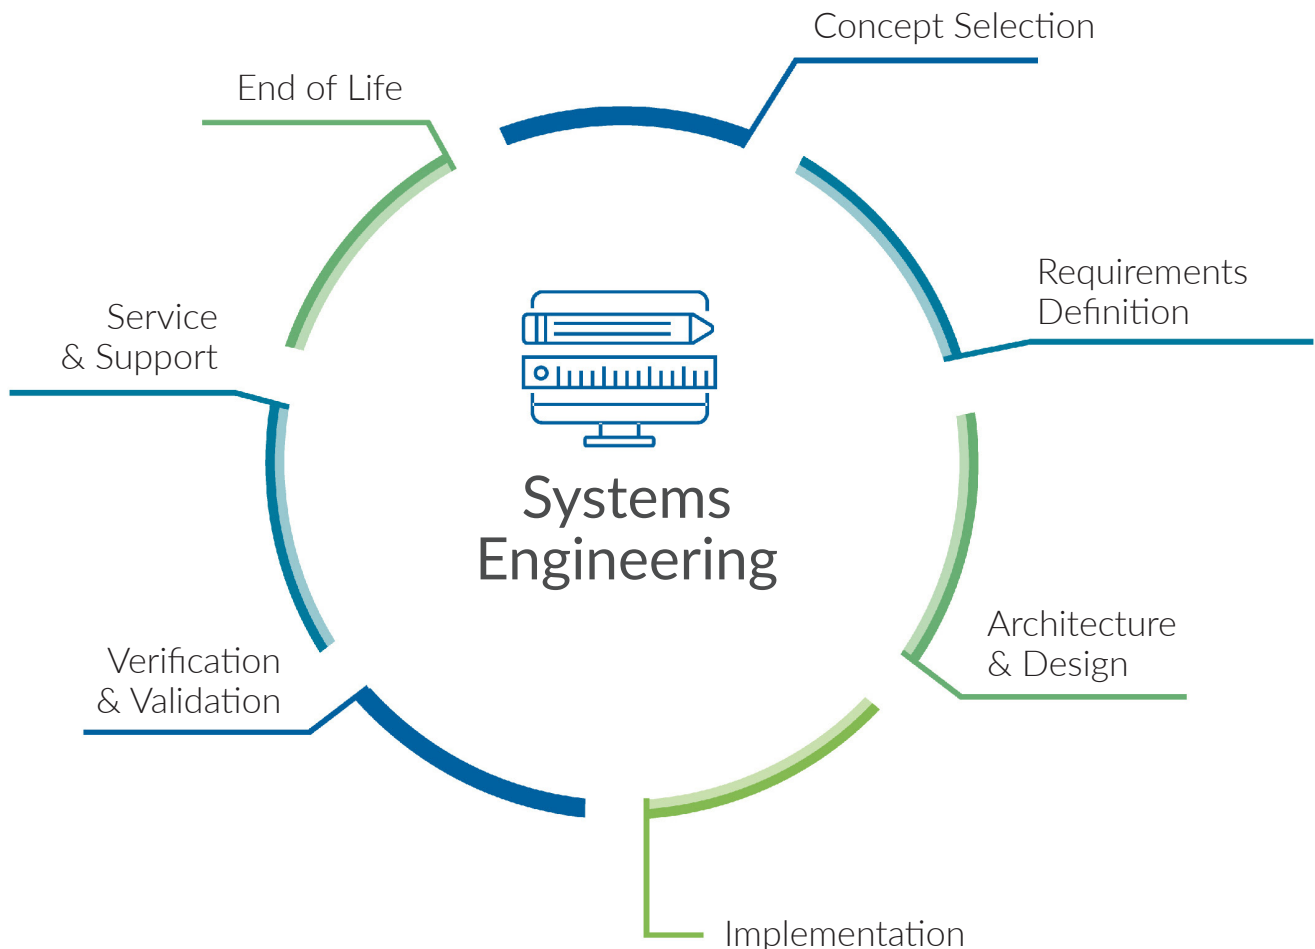 Concept Selection
End of Life
Requirements
Definition
Service
& Support
Systems
Engineering
Architecture
& Design
Verification
& Validation
Implementation